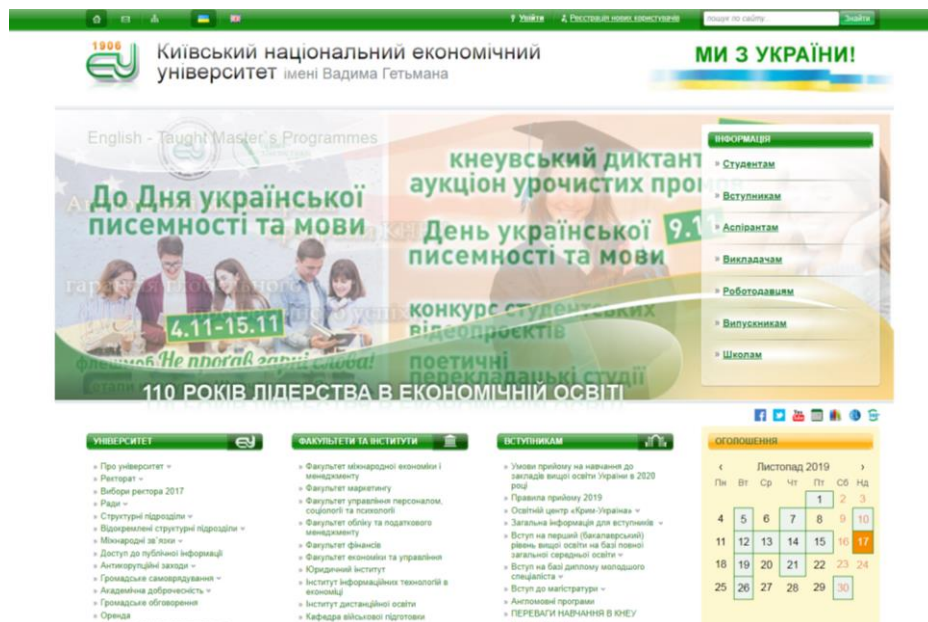 Увійти
Реєстрація нових користувачів
пошук по сайту
Знайти
1906
Київський національний економічний
університет імені Вадима Гетьмана
МИ З УКРАЇНИ!
English - Taught Master`s Programmes
До Дня української
писемності та мови
4.11-15.11
флешмоб Не прогав гарні слова!
кнеувський диктант
аукціон урочистих
День української 9.11
писемності та мови
конкурс студентських
відеопроєктів
поетичні
перекладацькі студії
110 РОКІВ ЛІДЕРСТВА В ЕКОНОМІЧНІЙ ОСВІТІ
ІНФОРМАЦІЯ
» Студентам
» Вступникам
» Аспірантам
» Викладачам
» Роботодавцям
» Випускникам
» Школам
УНІВЕРСИТЕТ
» Про університет
» Ректорат
» Вибори ректора 2017
» Ради
» Структурні підрозділи
» Відокремлені структурні підрозділи
» Міжнародні зв`язки
» Доступ до публічної інформації
» Антикорупційні заходи
» Громадське самоврядування
» Академічна доброчесність
» Громадське обговорення
» Оренда
ФАКУЛЬТЕТИ ТА ІНСТИТУТИ
» Факультет міжнародної економіки і
менеджменту
» Факультет маркетингу
» Факультет управління персоналом,
соціології та психології
» Факультет обліку та податкового
менеджменту
» Факультет фінансів
» Факультет економіки та управління
» Юридичний інститут
» Інститут інформаційних технологій в
економіці
» Інститут дистанційної освіти
» Кафедра військової підготовки
ВСТУПНИКАМ
» Умови прийому на навчання до
закладів вищої освіти України в 2020
році
» Правила прийому 2019
» Освітній центр «Крим-Україна»
» Загальна інформація для вступників
» Вступ на перший (бакалаврський)
рівень вищої освіти на базі повної
загальної середньої освіти
» Вступ на базі диплому молодшого
спеціаліста
» Вступ до магістратури
» Англомовні програми
» ПЕРЕВАГИ НАВЧАННЯ В КНЕУ
ОГОЛОШЕННЯ
‹ Листопад 2019 ›
Пн Вт Ср Чт Пт Сб Нд
1 2 3
4 5 6 7 8 9 10
11 12 13 14 15 16 17
18 19 20 21 22 23 24
25 26 27 28 29 30